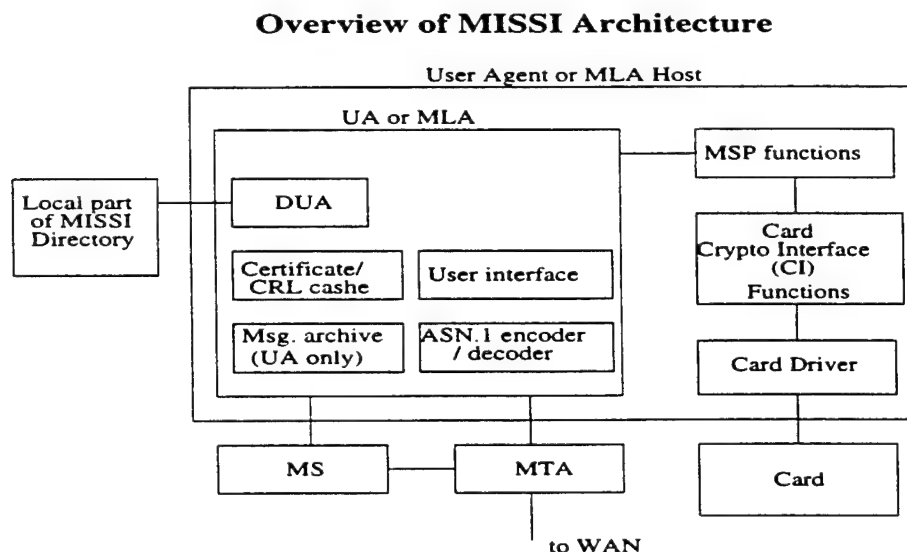 Overview of MISSI Architecture
User Agent or MLA Host
UA or MLA
MSP functions
Local part
of MISSI
Directory
DUA
Card
Crypto Interface
(CI)
Functions
Certificate/
CRL cashe
User interface
Msg. archive
(UA only)
ASN.1 encoder
/ decoder
Card Driver
MS
MTA
Card
to WAN